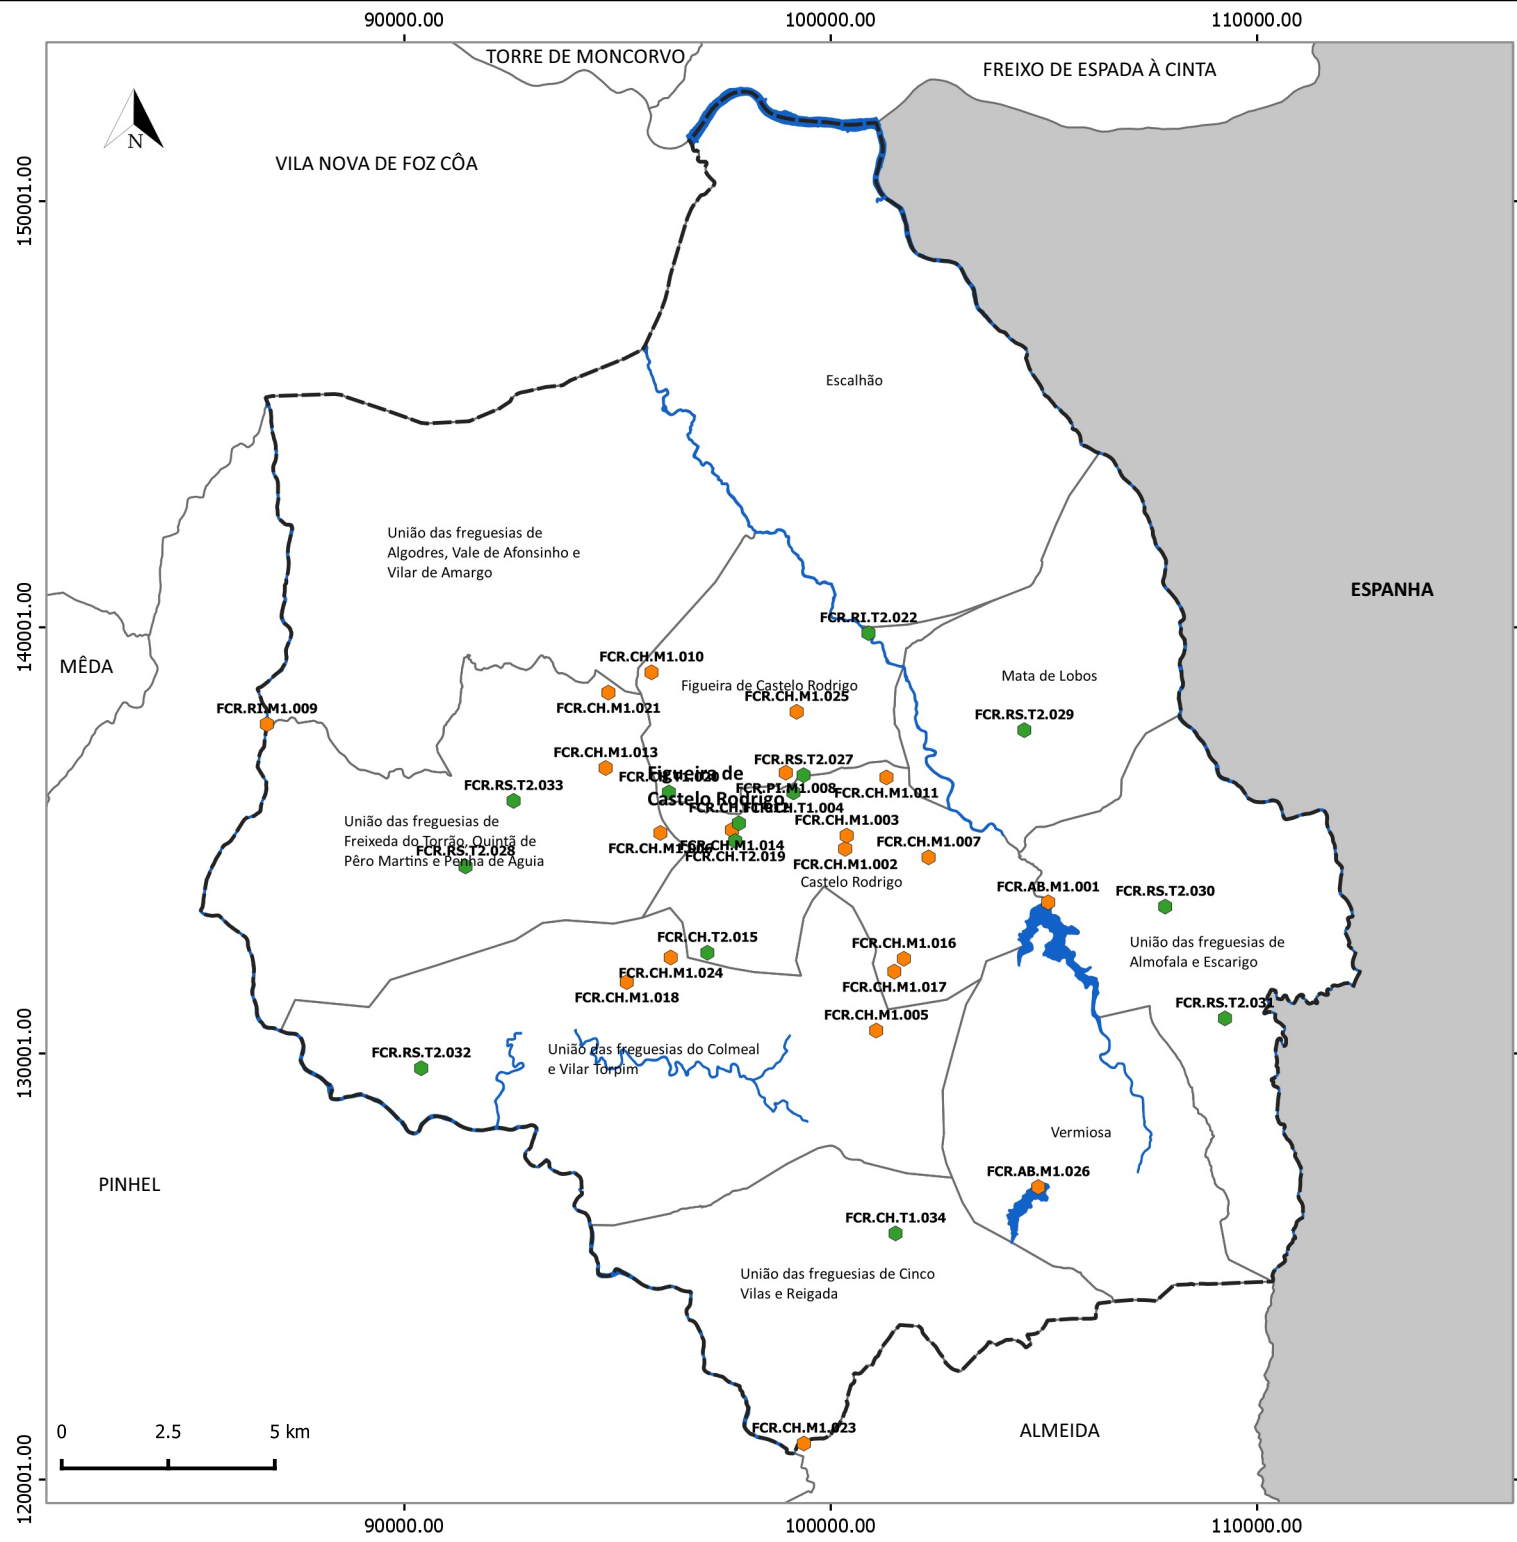 90000.00
100000.00
110000.00
TORRE DE MONCORVO
FREIXO DE ESPADA À CINTA
N
VILA NOVA DE FOZ CÔA
150001.00
Escalhão
União das freguesias de
Algodres, Vale de Afonsinho e
Vilar de Amargo
140001.00
ESPANHA
FCR.RI.T2.022
MÊDA
FCR.CH.M1.010
Figueira de Castelo Rodrigo
Mata de Lobos
FCR.CH.M1.025
FCR.CH.M1.021
FCR.RI.M1.009
FCR.RS.T2.029
FCR.CH.M1.013
FCR.RS.T2.027
Figueira de
Castelo Rodrigo
FCR.RS.T2.033
FCR.PI.M1.008
FCR.CH.M1.011
União das freguesias de
Freixeda do Torrão, Quintã de
Pêro Martins e Penha de Águia
FCR.CH.M1.003
FCR.CH.M1.007
FCR.CH.M1.014
FCR.RS.T2.028
FCR.CH.T2.019
FCR.CH.M1.002
Castelo Rodrigo
FCR.AB.M1.001
FCR.RS.T2.030
FCR.CH.T2.015
FCR.CH.M1.016
União das freguesias de
Almofala e Escarigo
FCR.CH.M1.024
FCR.CH.M1.017
FCR.CH.M1.018
FCR.RS.T2.031
FCR.CH.M1.005
130001.00
FCR.RS.T2.032
União das freguesias do Colmeal
e Vilar Torpim
Vermiosa
FCR.AB.M1.026
PINHEL
FCR.CH.T1.034
União das freguesias de Cinco
Vilas e Reigada
FCR.CH.M1.023
ALMEIDA
0 2.5 5 km
120001.00
90000.00
100000.00
110000.00